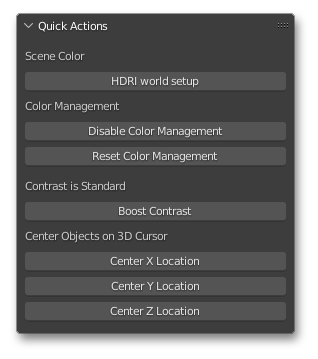 Quick Actions
Scene Color
HDRI world setup
Color Management
Disable Color Management
Reset Color Management
Contrast is Standard
Boost Contrast
Center Objects on 3D Cursor
Center X Location
Center Y Location
Center Z Location